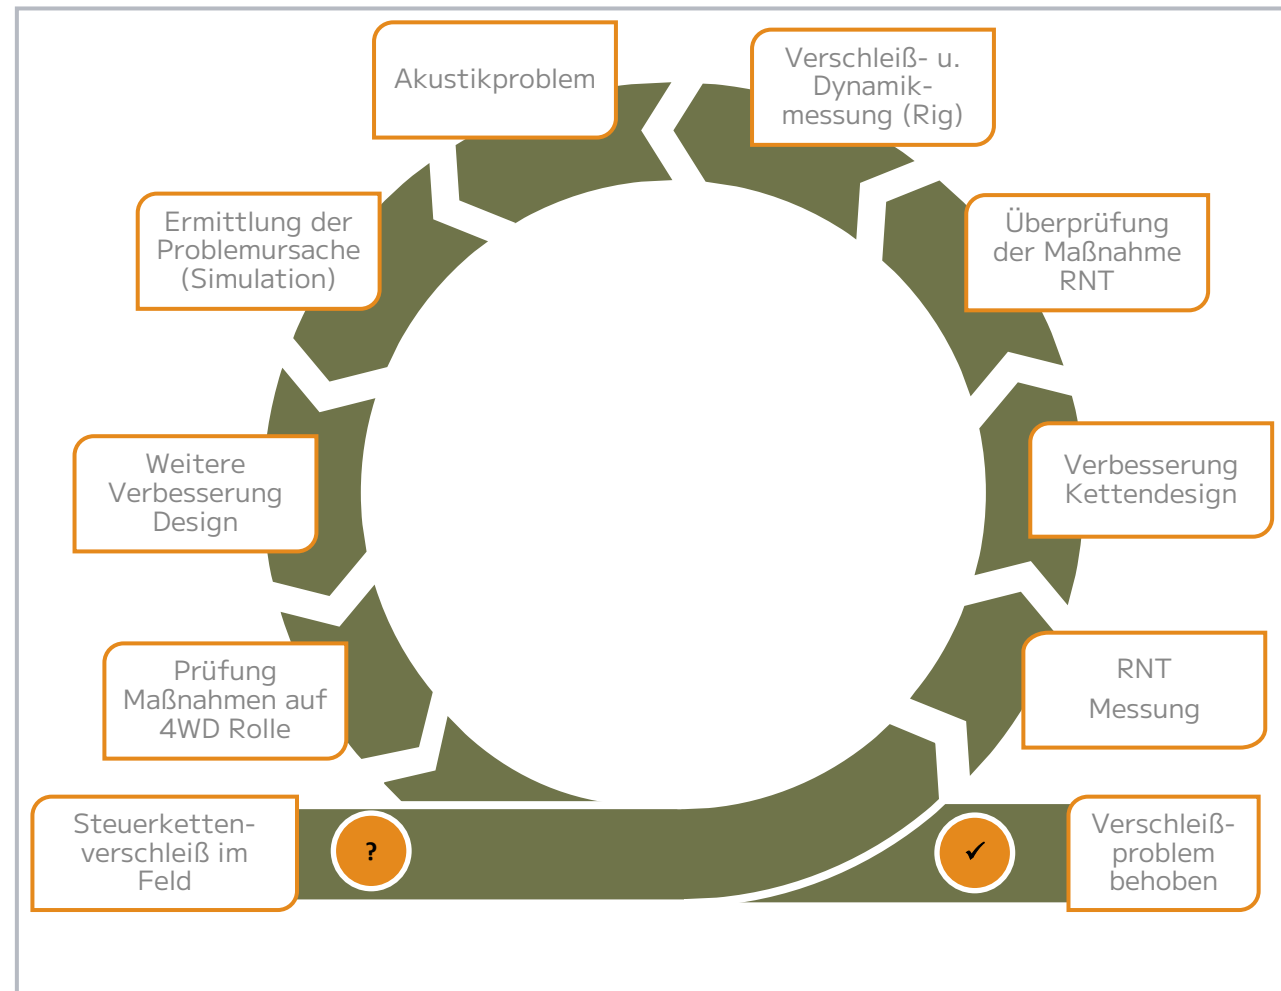 Akustikproblem
Verschleiß- u.
Dynamik-
messung (Rig)
Ermittlung der
Problemursache
(Simulation)
Überprüfung
der Maßnahme
RNT
Weitere
Verbesserung
Design
Verbesserung
Kettendesign
Prüfung
Maßnahmen auf
4WD Rolle
RNT
Messung
Steuerketten-
verschleiß im
Feld
?
✓
Verschleiß-
problem
behoben